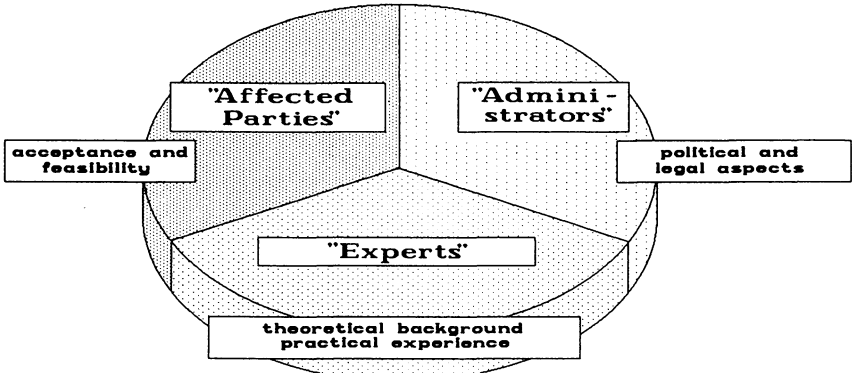 "Affected
Parties"
"Admini-
strators"
acceptance and
feasibility
political and
legal aspects
"Experts"
theoretical background
practical experience